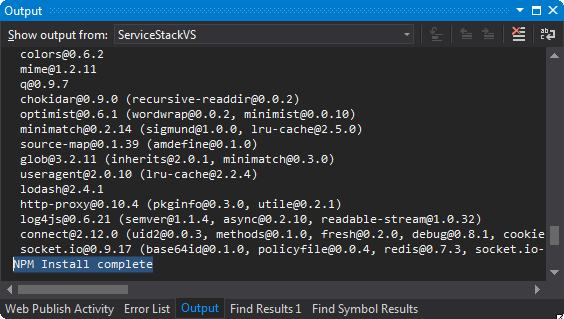 Output
Show output from: ServiceStackVS
colors@0.6.2
mime@1.2.11
q@0.9.7
chokidar@0.9.0 (recursive-readdir@0.0.2)
optimist@0.6.1 (wordwrap@0.0.2, minimist@0.0.10)
minimatch@0.2.14 (sigmund@1.0.0, lru-cache@2.5.0)
source-map@0.1.39 (amdefine@0.1.0)
glob@3.2.11 (inherits@2.0.1, minimatch@0.3.0)
useragent@2.0.10 (lru-cache@2.2.4)
lodash@2.4.1
http-proxy@0.10.4 (pkginfo@0.3.0, utile@0.2.1)
log4js@0.6.21 (semver@1.1.4, async@0.2.10, readable-stream@1.0.32)
connect@2.12.0 (uid2@0.0.3, methods@0.1.0, fresh@0.2.0, debug@0.8.1, cookie
socket.io@0.9.17 (base64id@0.1.0, policyfile@0.0.4, redis@0.7.3, socket.io-
NPM Install complete
Web Publish Activity Error List Output Find Results 1 Find Symbol Results